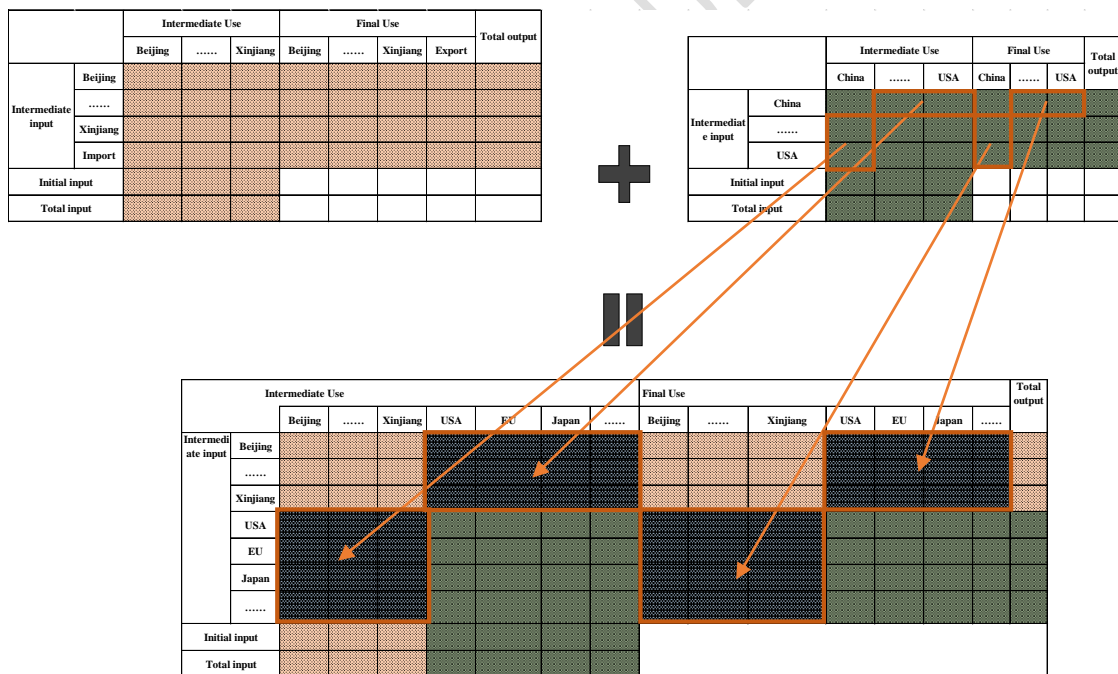 Intermediate Use Final Use Total output
Beijing ...... Xinjiang Beijing ...... Xinjiang Export
Intermediate input
Beijing
......
Xinjiang
Import
Initial input
Total input
Intermediate Use Final Use Total output
China ...... USA China ...... USA
Intermediat e input
China
......
USA
Initial input
Total input
Intermediate Use Final Use Total output
Beijing ...... Xinjiang USA EU Japan ...... Beijing ...... Xinjiang USA EU Japan ......
Intermedi ate input
Beijing
......
Xinjiang
USA
EU
Japan
......
Initial input
Total input